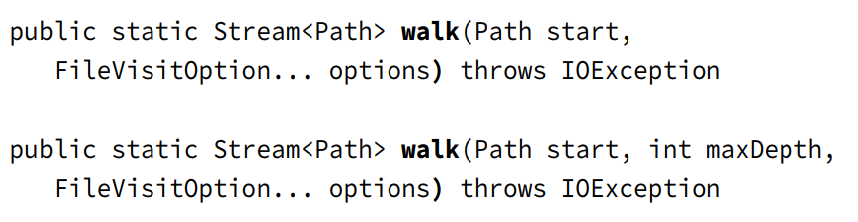 public static Stream<Path> walk(Path start,
FileVisitOption... options) throws IOException
public static Stream<Path> walk(Path start, int maxDepth,
FileVisitOption... options) throws IOException